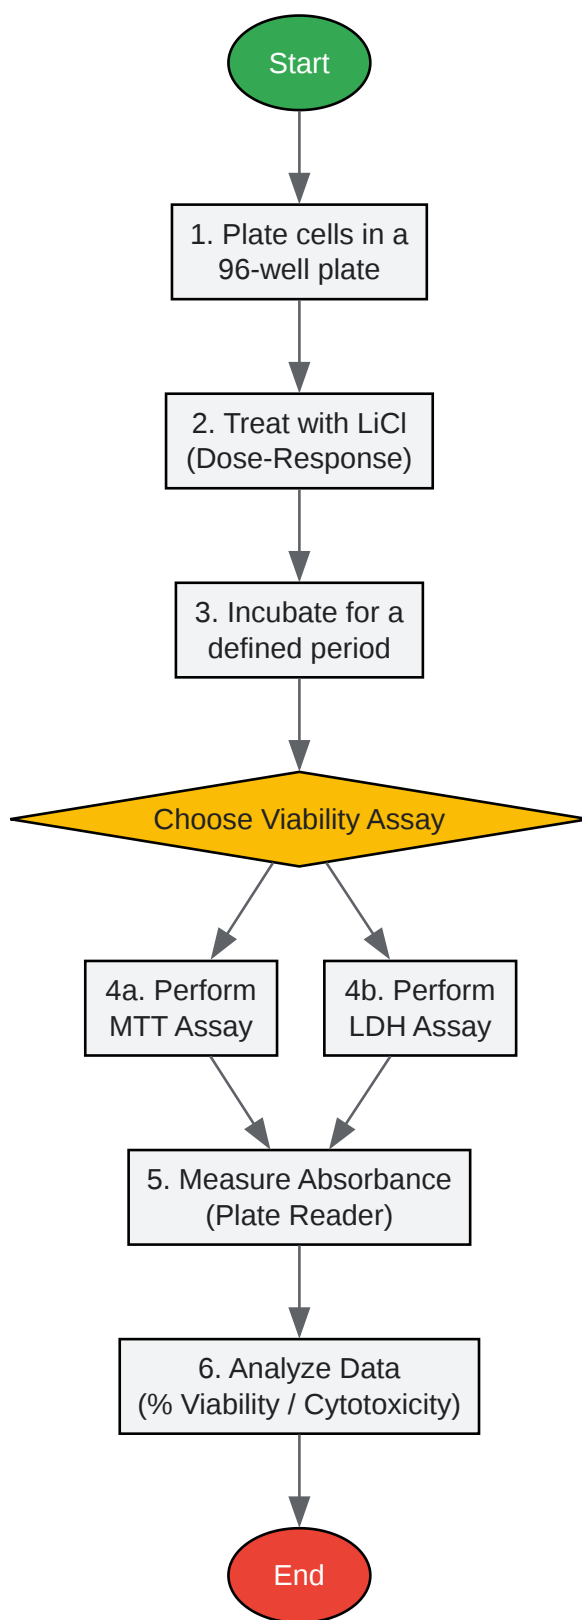 Start
1. Plate cells in a
96-well plate
2. Treat with LiCl
(Dose-Response)
3. Incubate for a
defined period
Choose Viability Assay
4a. Perform
MTT Assay
4b. Perform
LDH Assay
5. Measure Absorbance
(Plate Reader)
6. Analyze Data
(% Viability / Cytotoxicity)
End